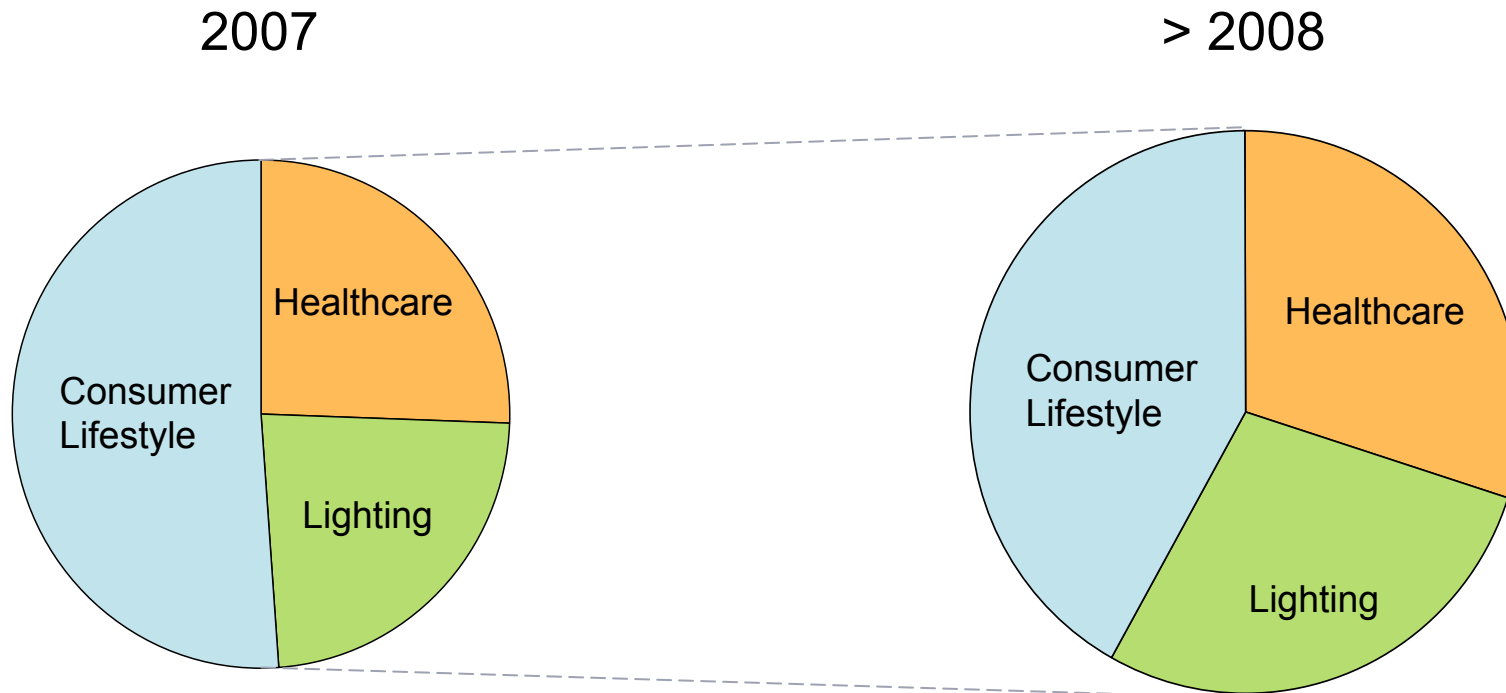 2007
> 2008
Healthcare
Consumer
Lifestyle
Lighting
Healthcare
Consumer
Lifestyle
Lighting